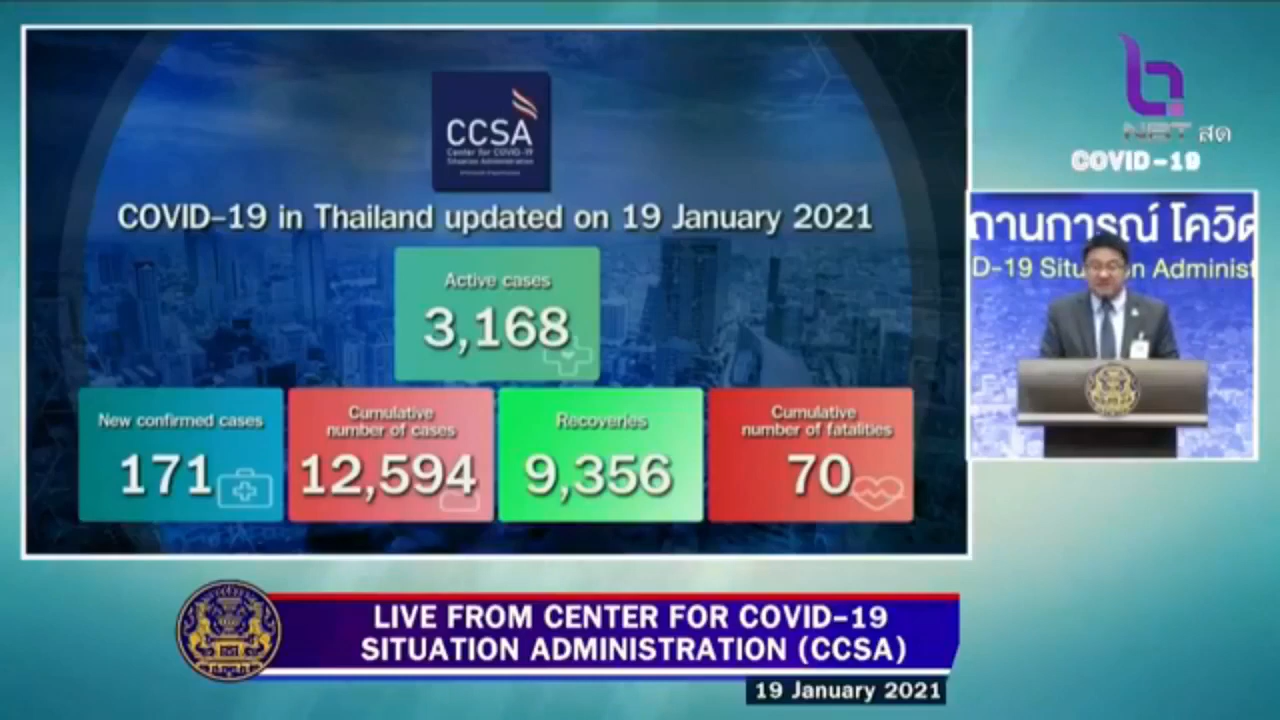 CCSA
Center for COVID-19
Situation Administration
COVID-19 in Thailand updated on 19 January 2021
Active cases
3,168
New confirmed cases
171
Cumulative
number of cases
12,594
Recoveries
9,356
Cumulative
number of fatalities
70
NBT สด
COVID-19
ถานการณ์ โควิด
D-19 Situ n Administ
LIVE FROM CENTER FOR COVID-19
SITUATION ADMINISTRATION (CCSA)
19 January 2021